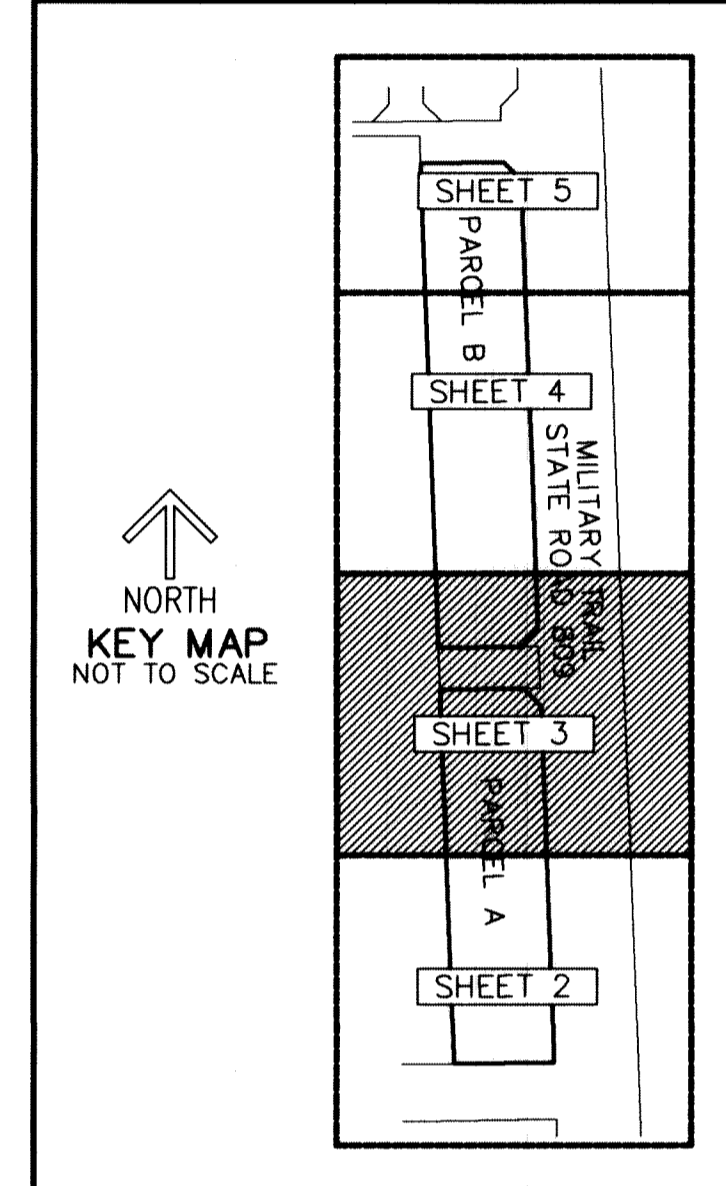 SHEET 5
PARCEL B
SHEET 4
MILITARY TRAIL
STATE ROAD 809
NORTH
KEY MAP
NOT TO SCALE
SHEET 3
PARCEL A
SHEET 2